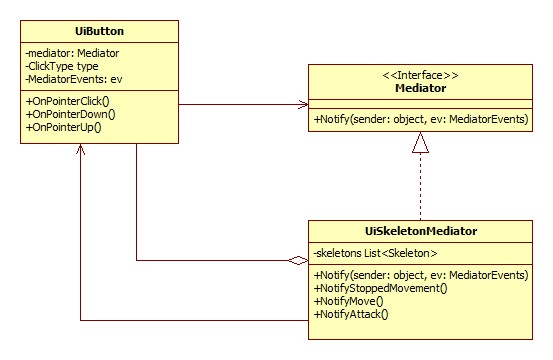 UiButton
-mediator: Mediator
-ClickType type
-MediatorEvents: ev
+OnPointerClick()
+OnPointerDown()
+OnPointerUp()
<<Interface>>
Mediator
+Notify(sender: object, ev: MediatorEvents)
UiSkeletonMediator
-skeletons List<Skeleton>
+Notify(sender: object, ev: MediatorEvents)
+NotifyStoppedMovement()
+NotifyMove()
+NotifyAttack()